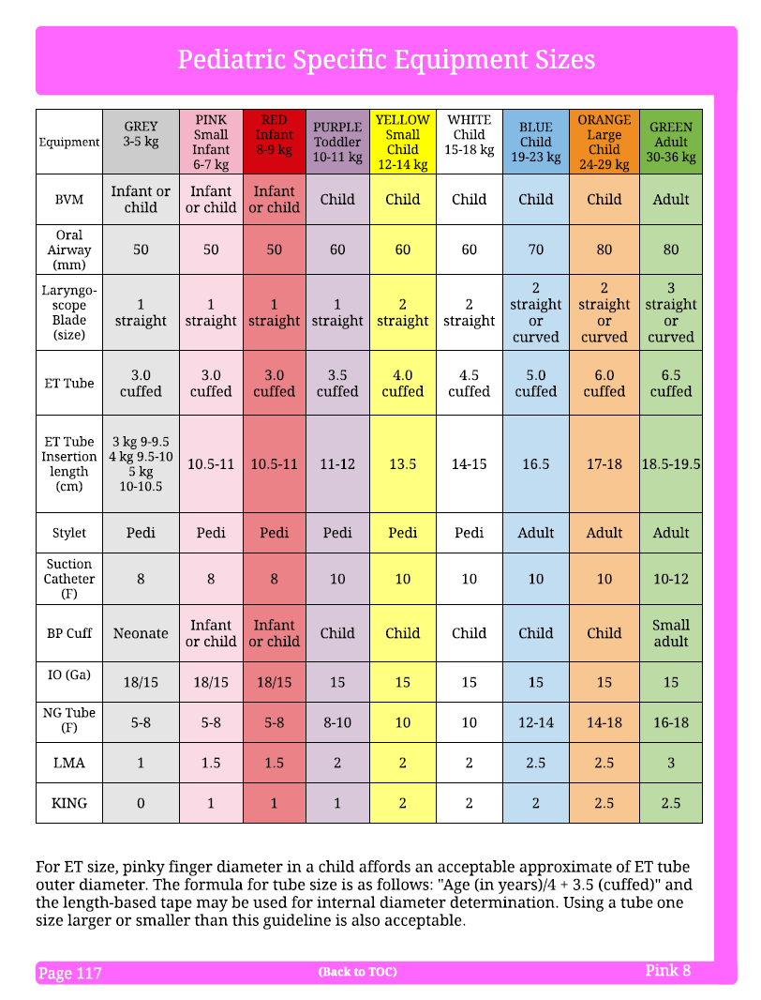 Pediatric Specific Equipment Sizes
Equipment | GREY 3-5 kg | PINK Small Infant 6-7 kg | RED Infant 8-9 kg | PURPLE Toddler 10-11 kg | YELLOW Small Child 12-14 kg | WHITE Child 15-18 kg | BLUE Child 19-23 kg | ORANGE Large Child 24-29 kg | GREEN Adult 30-36 kg
BVM | Infant or child | Infant or child | Infant or child | Child | Child | Child | Child | Child | Adult
Oral Airway (mm) | 50 | 50 | 50 | 60 | 60 | 60 | 70 | 80 | 80
Laryngo-scope Blade (size) | 1 straight | 1 straight | 1 straight | 1 straight | 2 straight | 2 straight | 2 straight or curved | 2 straight or curved | 3 straight or curved
ET Tube | 3.0 cuffed | 3.0 cuffed | 3.0 cuffed | 3.5 cuffed | 4.0 cuffed | 4.5 cuffed | 5.0 cuffed | 6.0 cuffed | 6.5 cuffed
ET Tube Insertion length (cm) | 3 kg 9-9.5 4 kg 9.5-10 5 kg 10-10.5 | 10.5-11 | 10.5-11 | 11-12 | 13.5 | 14-15 | 16.5 | 17-18 | 18.5-19.5
Stylet | Pedi | Pedi | Pedi | Pedi | Pedi | Pedi | Adult | Adult | Adult
Suction Catheter (F) | 8 | 8 | 8 | 10 | 10 | 10 | 10 | 10 | 10-12
BP Cuff | Neonate | Infant or child | Infant or child | Child | Child | Child | Child | Child | Small adult
IO (Ga) | 18/15 | 18/15 | 18/15 | 15 | 15 | 15 | 15 | 15 | 15
NG Tube (F) | 5-8 | 5-8 | 5-8 | 8-10 | 10 | 10 | 12-14 | 14-18 | 16-18
LMA | 1 | 1.5 | 1.5 | 2 | 2 | 2 | 2.5 | 2.5 | 3
KING | 0 | 1 | 1 | 1 | 2 | 2 | 2 | 2.5 | 2.5
For ET size, pinky finger diameter in a child affords an acceptable approximate of ET tube
outer diameter. The formula for tube size is as follows: "Age (in years)/4 + 3.5 (cuffed)" and
the length-based tape may be used for internal diameter determination. Using a tube one
size larger or smaller than this guideline is also acceptable.
Page 117
(Back to TOC)
Pink 8